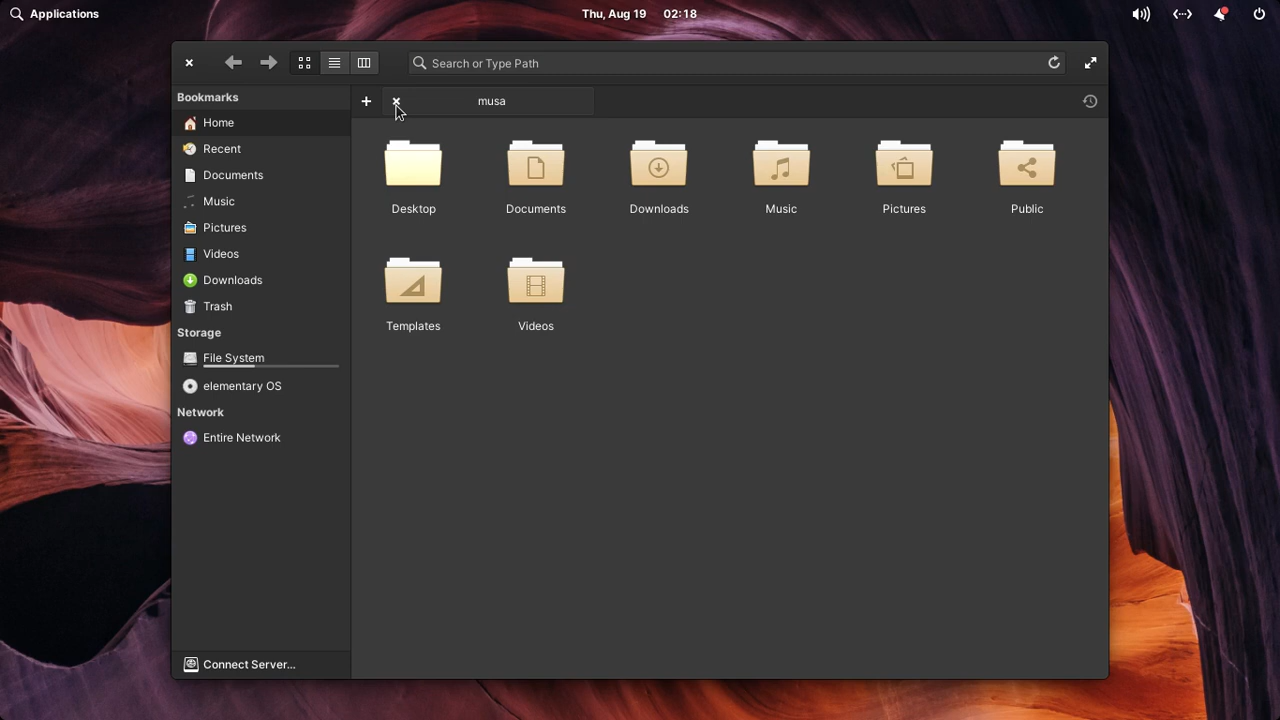 Applications
Thu, Aug 19 02:18
Search or Type Path
Bookmarks
Home
Recent
Documents
Music
Pictures
Videos
Downloads
Trash
Storage
File System
elementary OS
Network
Entire Network
Connect Server...
musa
Desktop
Documents
Downloads
Music
Pictures
Public
Templates
Videos